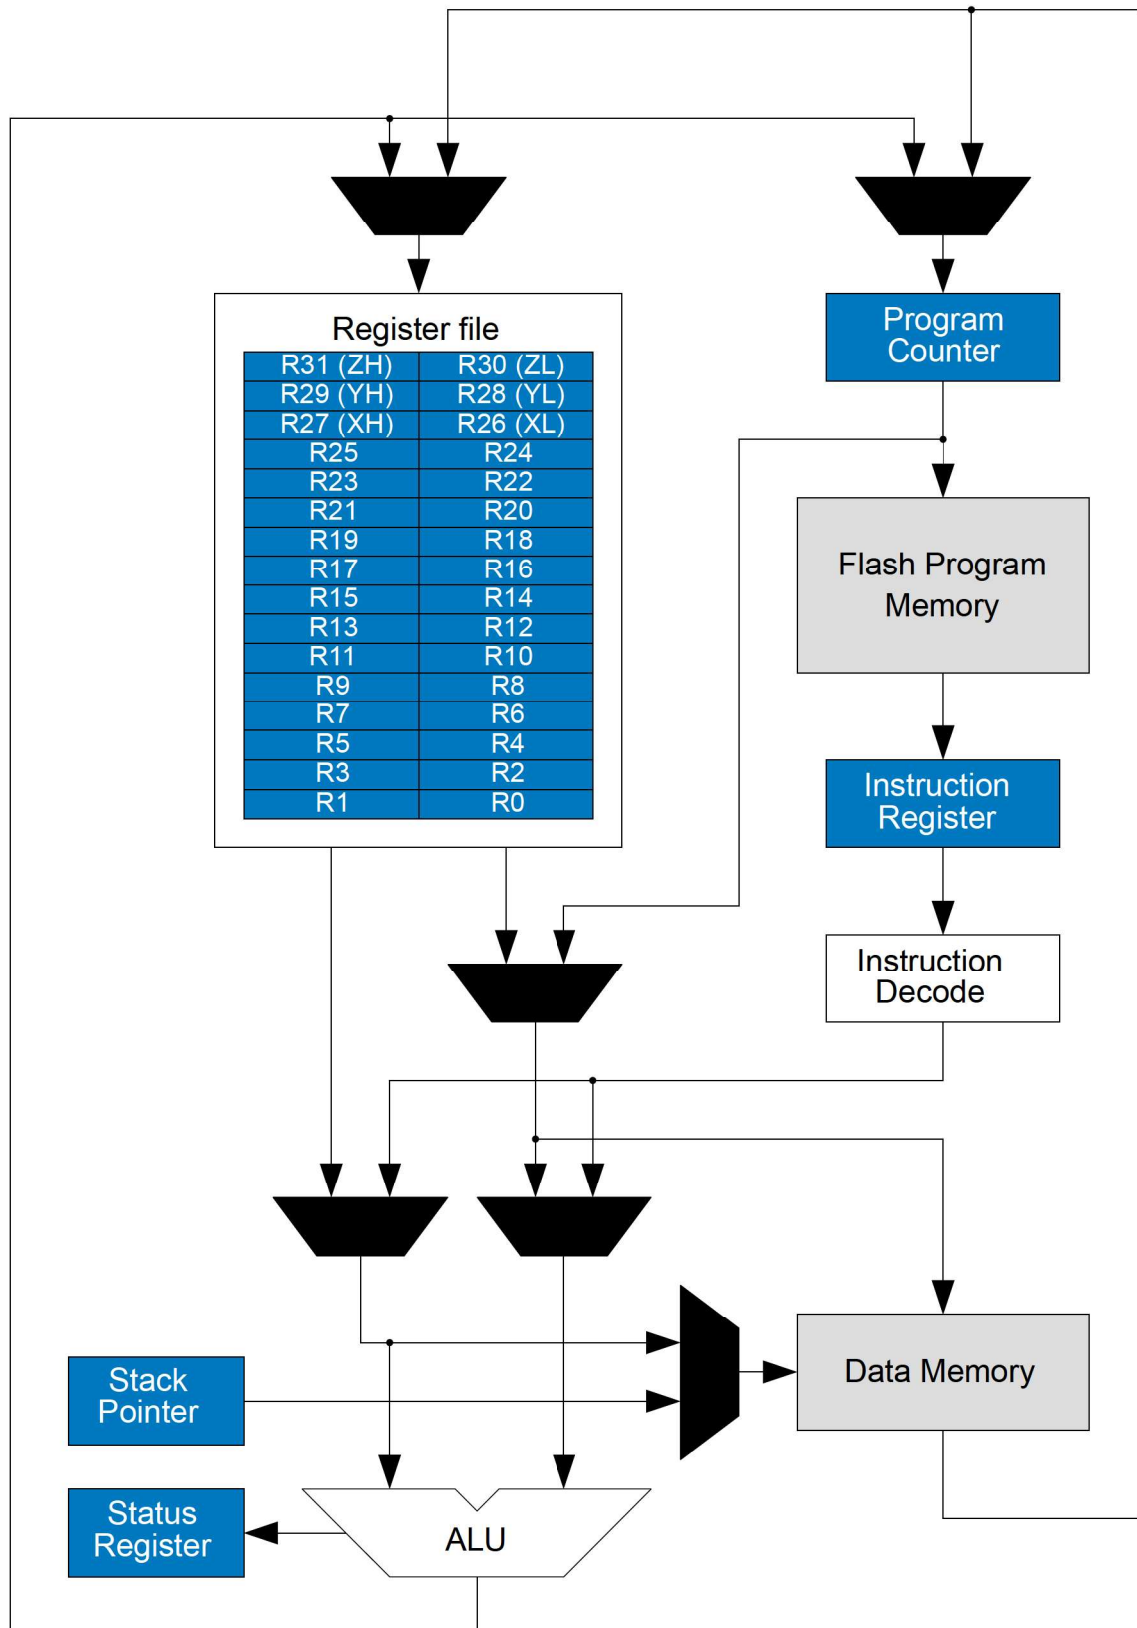 Register file
R31 (ZH) R30 (ZL)
R29 (YH) R28 (YL)
R27 (XH) R26 (XL)
R25 R24
R23 R22
R21 R20
R19 R18
R17 R16
R15 R14
R13 R12
R11 R10
R9 R8
R7 R6
R5 R4
R3 R2
R1 R0
Program
Counter
Flash Program
Memory
Instruction
Register
Instruction
Decode
Stack
Pointer
Data Memory
Status
Register
ALU